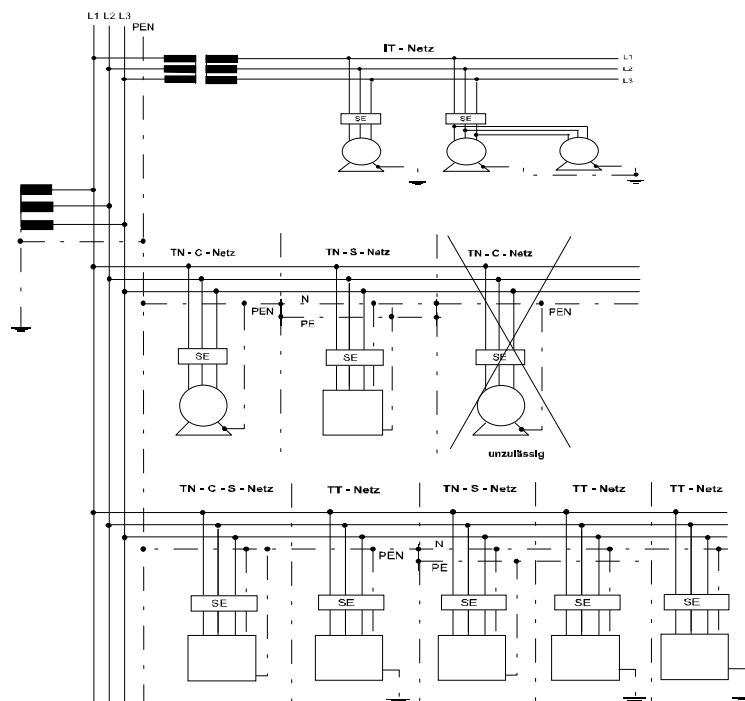 L1 L2 L3 PEN
IT - Netz
L1
L2
L3
SE SE
TN - C - Netz TN - S - Netz TN - C - Netz
N
PEN PE PEN
SE SE SE
unzulässig
TN - C - S - Netz TT - Netz TN - S - Netz TT - Netz TT - Netz
N
PEN PE
SE SE SE SE SE